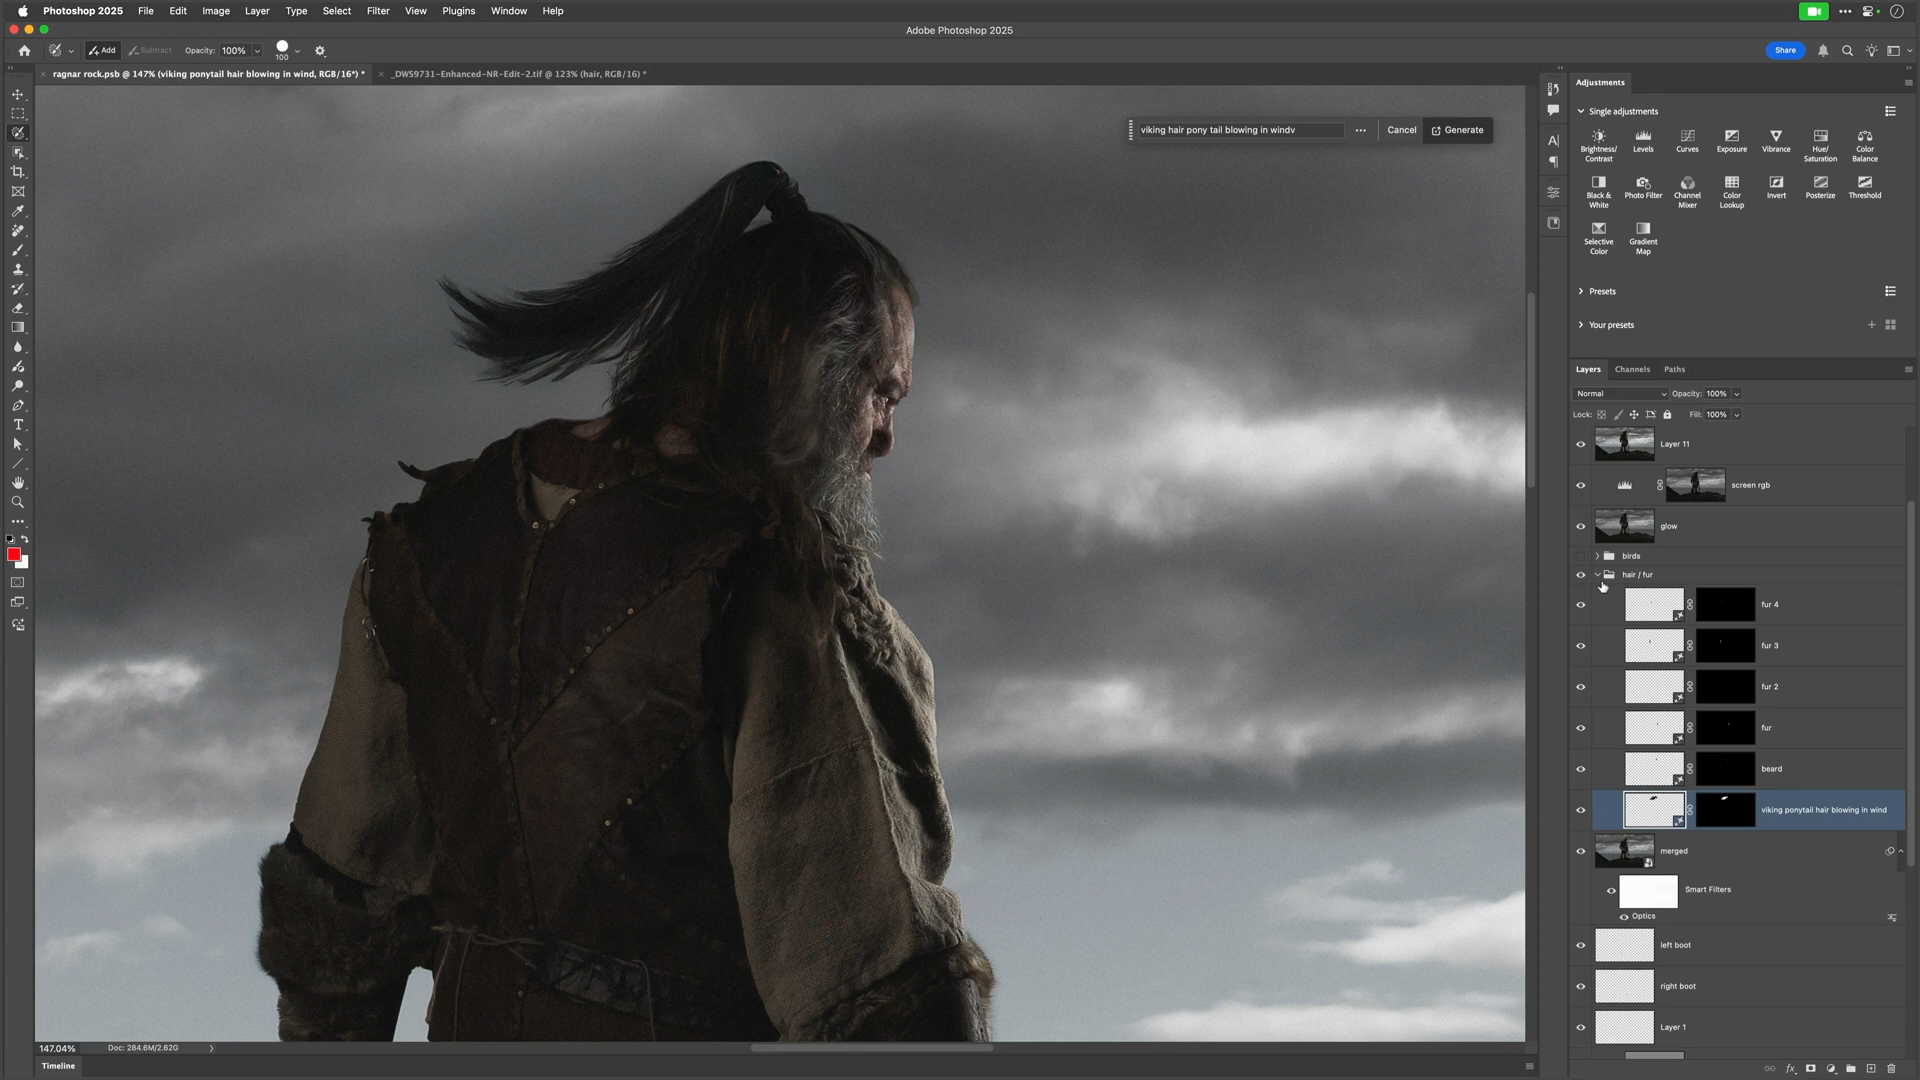 Photoshop 2025 File Edit Image Layer Type Select Filter View Plugins Window Help
Adobe Photoshop 2025
Add Subtract Opacity: 100% 100 Share
ragnar rock.psb @ 147% (viking ponytail hair blowing in wind, RGB/16*) * _DWS9731-Enhanced-NR-Edit-2.tif @ 123% (hair, RGB/16) *
viking hair pony tail blowing in windv ... Cancel Generate
Adjustments
Single adjustments
Brightness/ Contrast Levels Curves Exposure Vibrance Hue/ Saturation Color Balance
Black & White Photo Filter Channel Mixer Color Lookup Invert Posterize Threshold
Selective Color Gradient Map
Presets
Your presets
Layers Channels Paths
Normal Opacity: 100%
Lock: Fill: 100%
Layer 11
screen rgb
glow
birds
hair / fur
fur 4
fur 3
fur 2
fur
beard
viking ponytail hair blowing in wind
merged
Smart Filters
Optics
left boot
right boot
Layer 1
147.04% Doc: 284.6M/2.62G
Timeline
fx